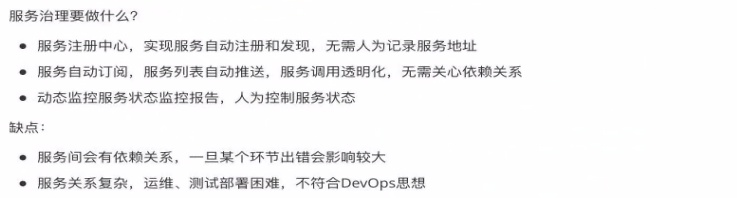 服务治理要做什么?
● 服务注册中心，实现服务自动注册和发现，无需人为记录服务地址
● 服务自动订阅，服务列表自动推送，服务调用透明化，无需关心依赖关系
● 动态监控服务状态监控报告，人为控制服务状态
缺点：
● 服务间会有依赖关系，一旦某个环节出错会影响较大
● 服务关系复杂，运维、测试部署困难，不符合DevOps思想